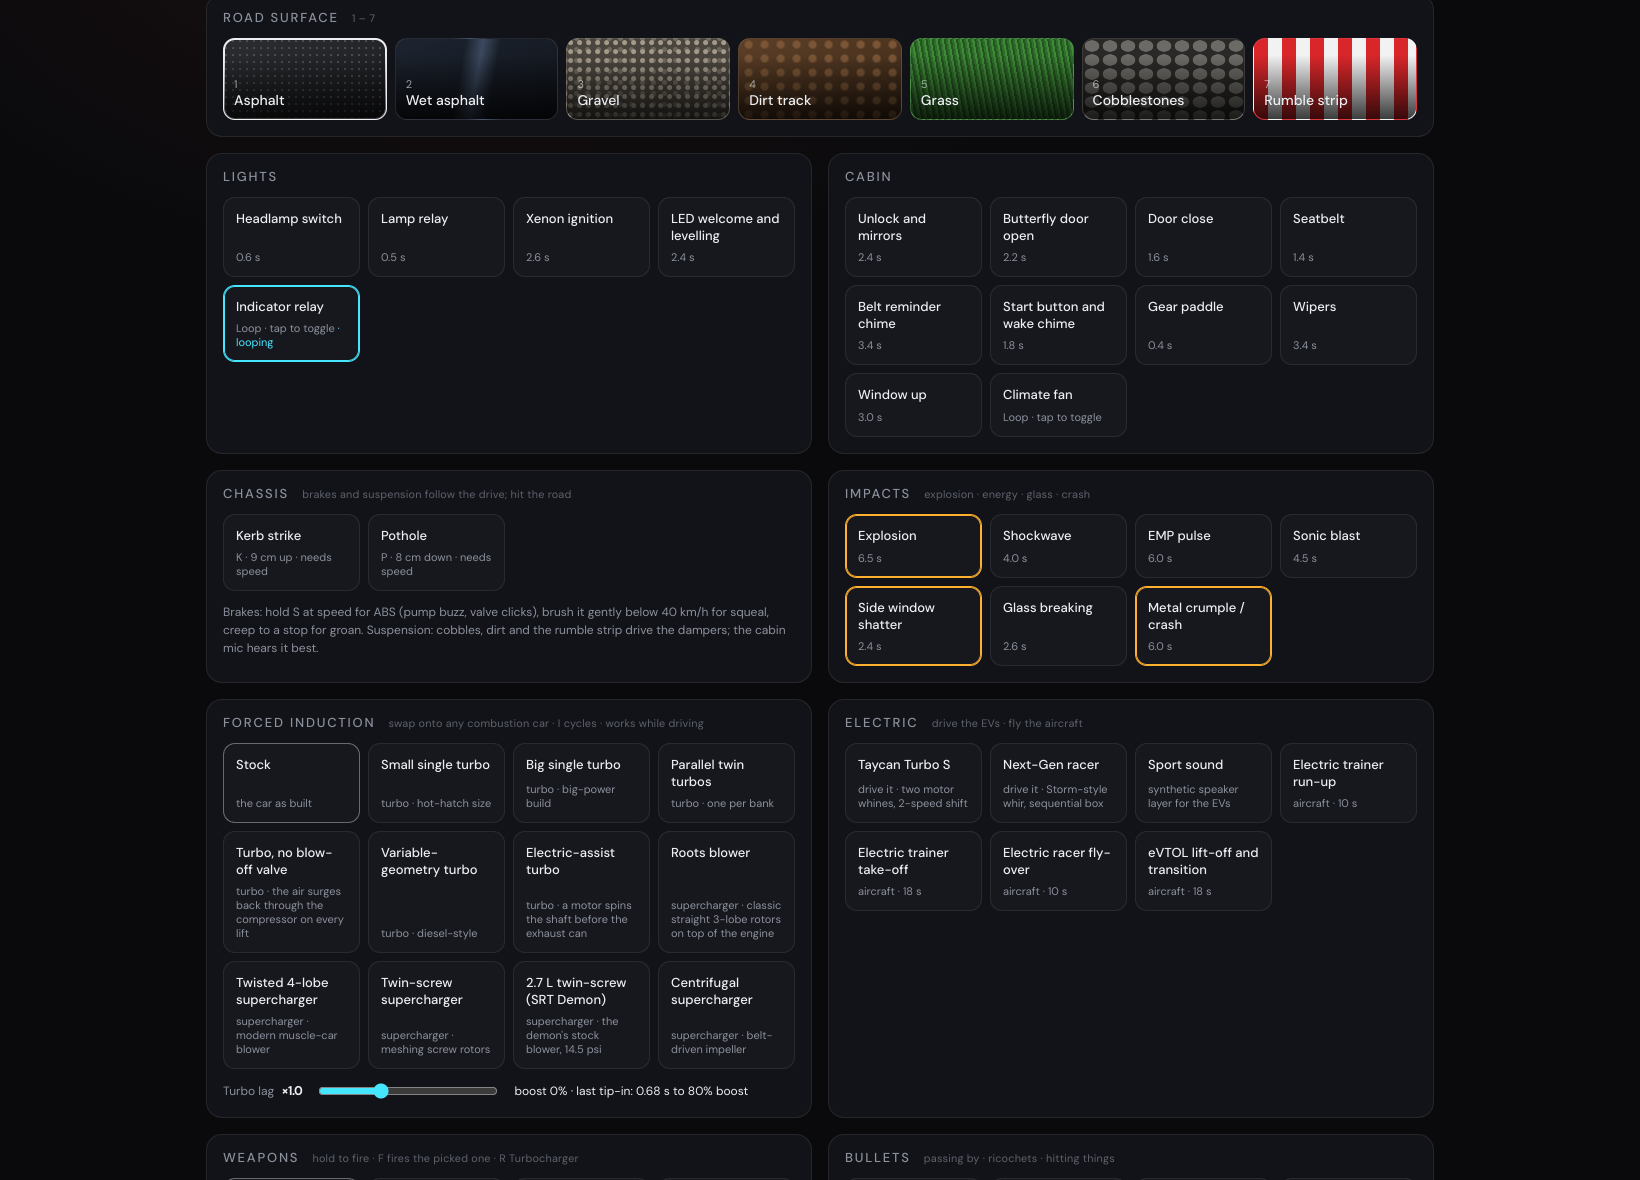 ROAD SURFACE 1 – 7
1
Asphalt
2
Wet asphalt
3
Gravel
4
Dirt track
5
Grass
6
Cobblestones
7
Rumble strip
LIGHTS
Headlamp switch
0.6 s
Lamp relay
0.5 s
Xenon ignition
2.6 s
LED welcome and
levelling
2.4 s
Indicator relay
Loop · tap to toggle ·
looping
CABIN
Unlock and
mirrors
2.4 s
Butterfly door
open
2.2 s
Door close
1.6 s
Seatbelt
1.4 s
Belt reminder
chime
3.4 s
Start button and
wake chime
1.8 s
Gear paddle
0.4 s
Wipers
3.4 s
Window up
3.0 s
Climate fan
Loop · tap to toggle
CHASSIS brakes and suspension follow the drive; hit the road
Kerb strike
K · 9 cm up · needs
speed
Pothole
P · 8 cm down · needs
speed
Brakes: hold S at speed for ABS (pump buzz, valve clicks), brush it gently below 40 km/h for squeal,
creep to a stop for groan. Suspension: cobbles, dirt and the rumble strip drive the dampers; the cabin
mic hears it best.
IMPACTS explosion · energy · glass · crash
Explosion
6.5 s
Shockwave
4.0 s
EMP pulse
6.0 s
Sonic blast
4.5 s
Side window
shatter
2.4 s
Glass breaking
2.6 s
Metal crumple /
crash
6.0 s
FORCED INDUCTION swap onto any combustion car · I cycles · works while driving
Stock
the car as built
Small single turbo
turbo · hot-hatch size
Big single turbo
turbo · big-power
build
Parallel twin
turbos
turbo · one per bank
Turbo, no blow-
off valve
turbo · the air surges
back through the
compressor on every
lift
Variable-
geometry turbo
turbo · diesel-style
Electric-assist
turbo
turbo · a motor spins
the shaft before the
exhaust can
Roots blower
supercharger · classic
straight 3-lobe rotors
on top of the engine
Twisted 4-lobe
supercharger
supercharger ·
modern muscle-car
blower
Twin-screw
supercharger
supercharger ·
meshing screw rotors
2.7 L twin-screw
(SRT Demon)
supercharger · the
demon's stock
blower, 14.5 psi
Centrifugal
supercharger
supercharger · belt-
driven impeller
Turbo lag ×1.0 boost 0% · last tip-in: 0.68 s to 80% boost
ELECTRIC drive the EVs · fly the aircraft
Taycan Turbo S
drive it · two motor
whines, 2-speed shift
Next-Gen racer
drive it · Storm-style
whir, sequential box
Sport sound
synthetic speaker
layer for the EVs
Electric trainer
run-up
aircraft · 10 s
Electric trainer
take-off
aircraft · 18 s
Electric racer fly-
over
aircraft · 10 s
eVTOL lift-off and
transition
aircraft · 18 s
WEAPONS hold to fire · F fires the picked one · R Turbocharger
BULLETS passing by · ricochets · hitting things